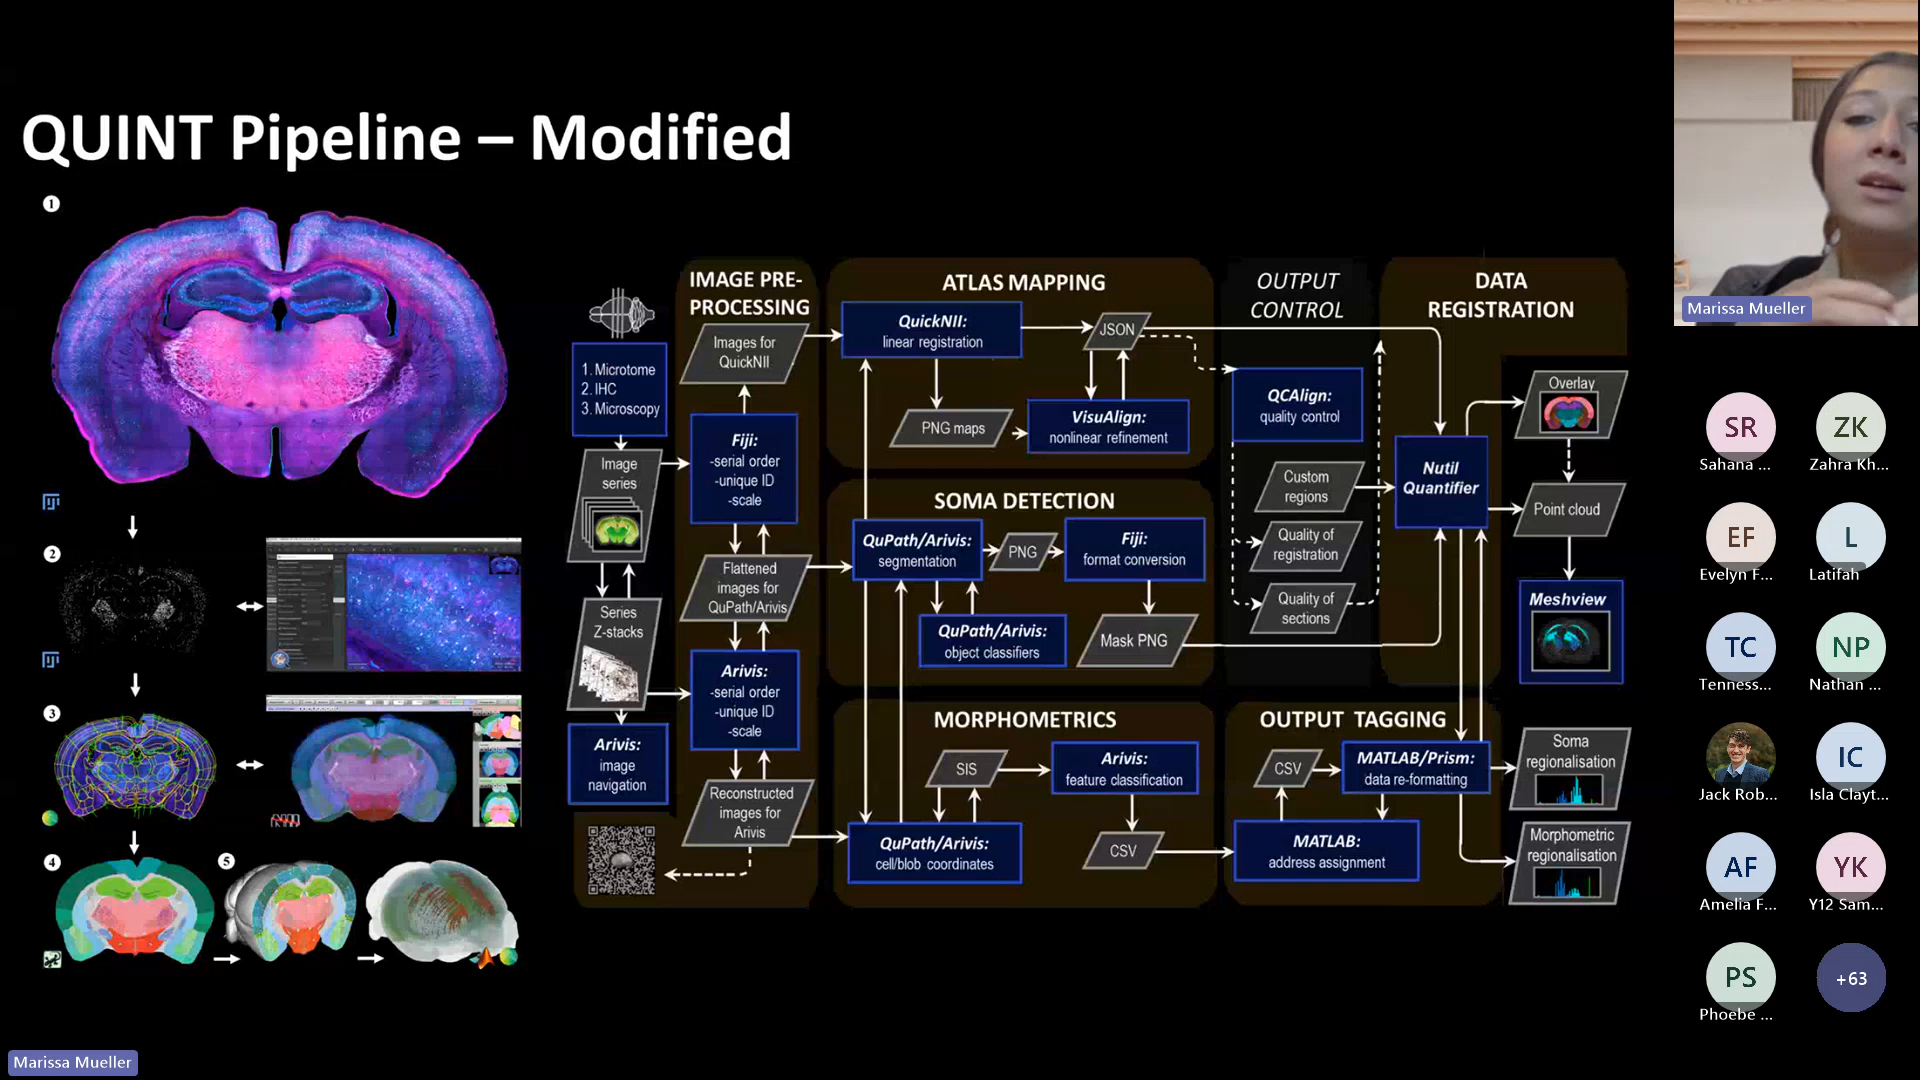 QUINT Pipeline – Modified
1
2
3
4
5
1. Microtome
2. IHC
3. Microscopy
Image
series
Series
Z-stacks
Arivis:
image
navigation
IMAGE PRE-
PROCESSING
Images for
QuickNII
Fiji:
-serial order
-unique ID
-scale
Flattened
images for
QuPath/Arivis
Arivis:
-serial order
-unique ID
-scale
Reconstructed
images for
Arivis
ATLAS MAPPING
QuickNII:
linear registration
JSON
PNG maps
VisuAlign:
nonlinear refinement
SOMA DETECTION
QuPath/Arivis:
segmentation
PNG
Fiji:
format conversion
QuPath/Arivis:
object classifiers
Mask PNG
MORPHOMETRICS
SIS
Arivis:
feature classification
QuPath/Arivis:
cell/blob coordinates
CSV
OUTPUT
CONTROL
QCAlign:
quality control
Custom
regions
Quality of
registration
Quality of
sections
DATA
REGISTRATION
Nutil
Quantifier
Overlay
Point cloud
Meshview
OUTPUT TAGGING
CSV
MATLAB/Prism:
data re-formatting
MATLAB:
address assignment
Soma
regionalisation
Morphometric
regionalisation
Marissa Mueller
SR
Sahana ...
ZK
Zahra Kh...
EF
Evelyn F...
L
Latifah
TC
Tenness...
NP
Nathan ...
Jack Rob...
IC
Isla Clayt...
AF
Amelia F...
YK
Y12 Sam...
PS
Phoebe ...
+63
Marissa Mueller